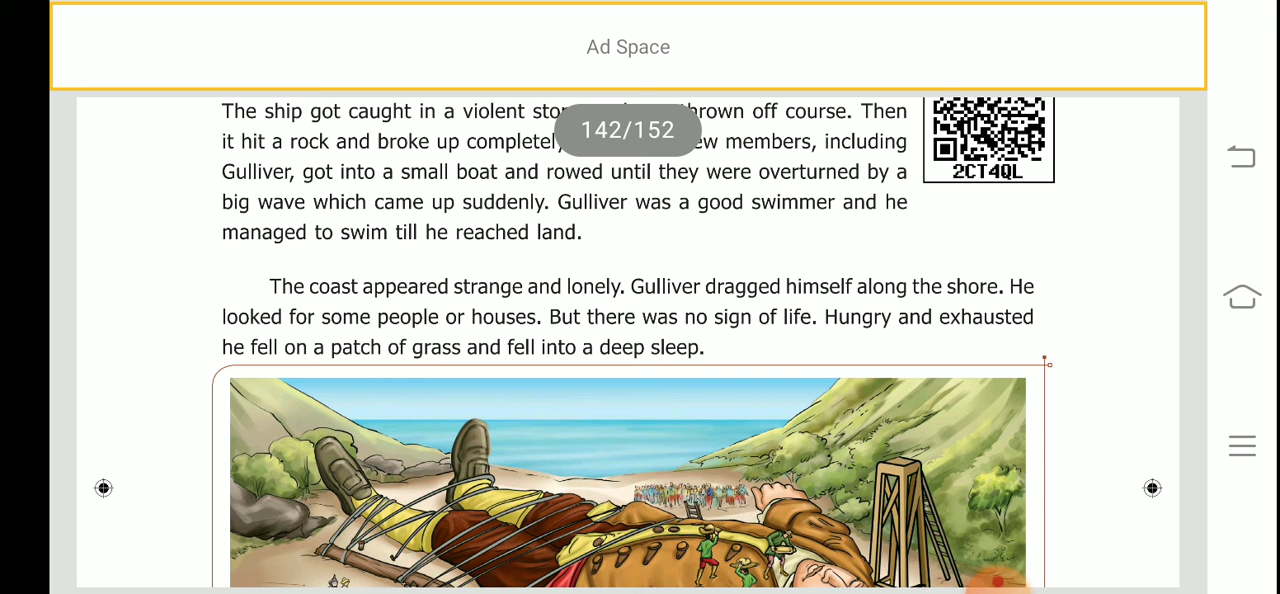 Ad Space
The ship got caught in a violent thrown off course. Then
142/152
it hit a rock and broke up completely members, including
2CT4QL
Gulliver, got into a small boat and rowed until they were overturned by a
big wave which came up suddenly. Gulliver was a good swimmer and he
managed to swim till he reached land.
The coast appeared strange and lonely. Gulliver dragged himself along the shore. He
looked for some people or houses. But there was no sign of life. Hungry and exhausted
he fell on a patch of grass and fell into a deep sleep.